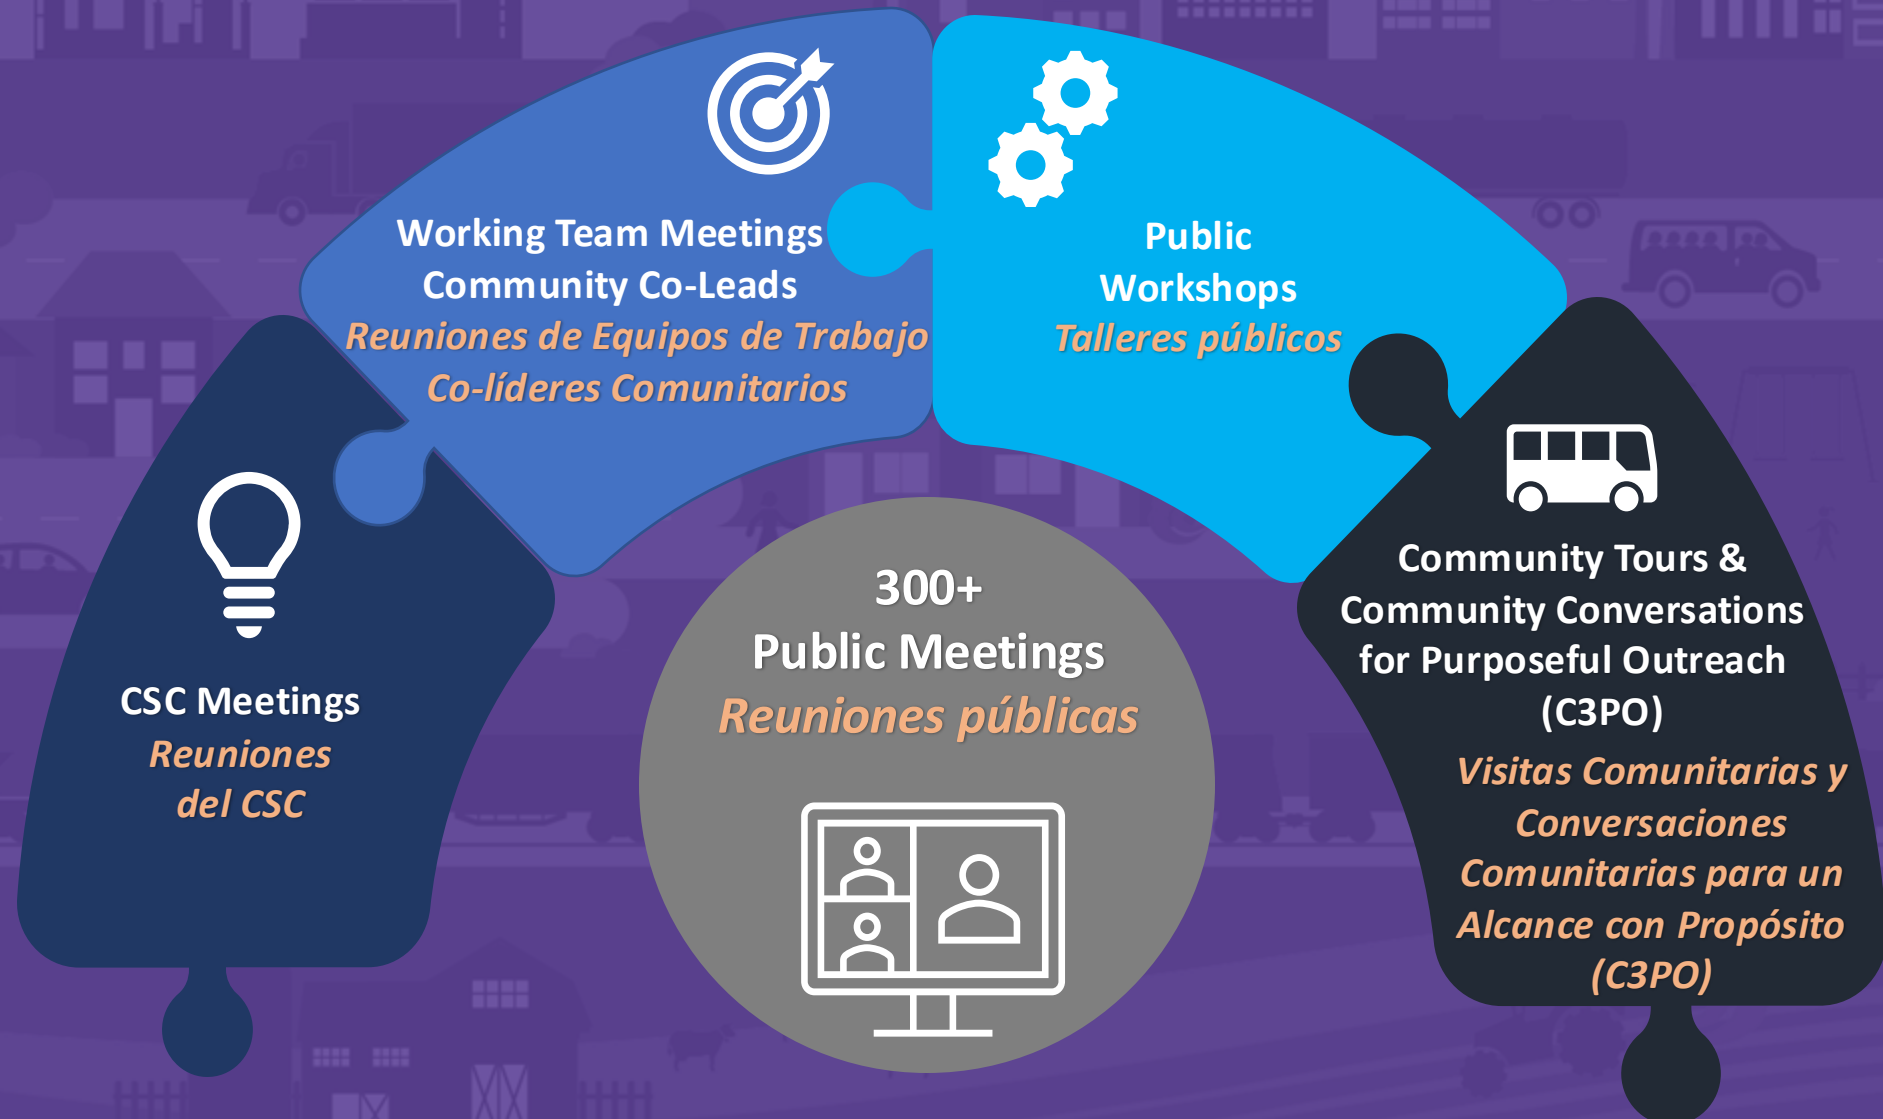 Working Team Meetings
Community Co-Leads
Reuniones de Equipos de Trabajo
Co-líderes Comunitarios
Public
Workshops
Talleres públicos
CSC Meetings
Reuniones
del CSC
300+
Public Meetings
Reuniones públicas
Community Tours &
Community Conversations
for Purposeful Outreach
(C3PO)
Visitas Comunitarias y
Conversaciones
Comunitarias para un
Alcance con Propósito
(C3PO)